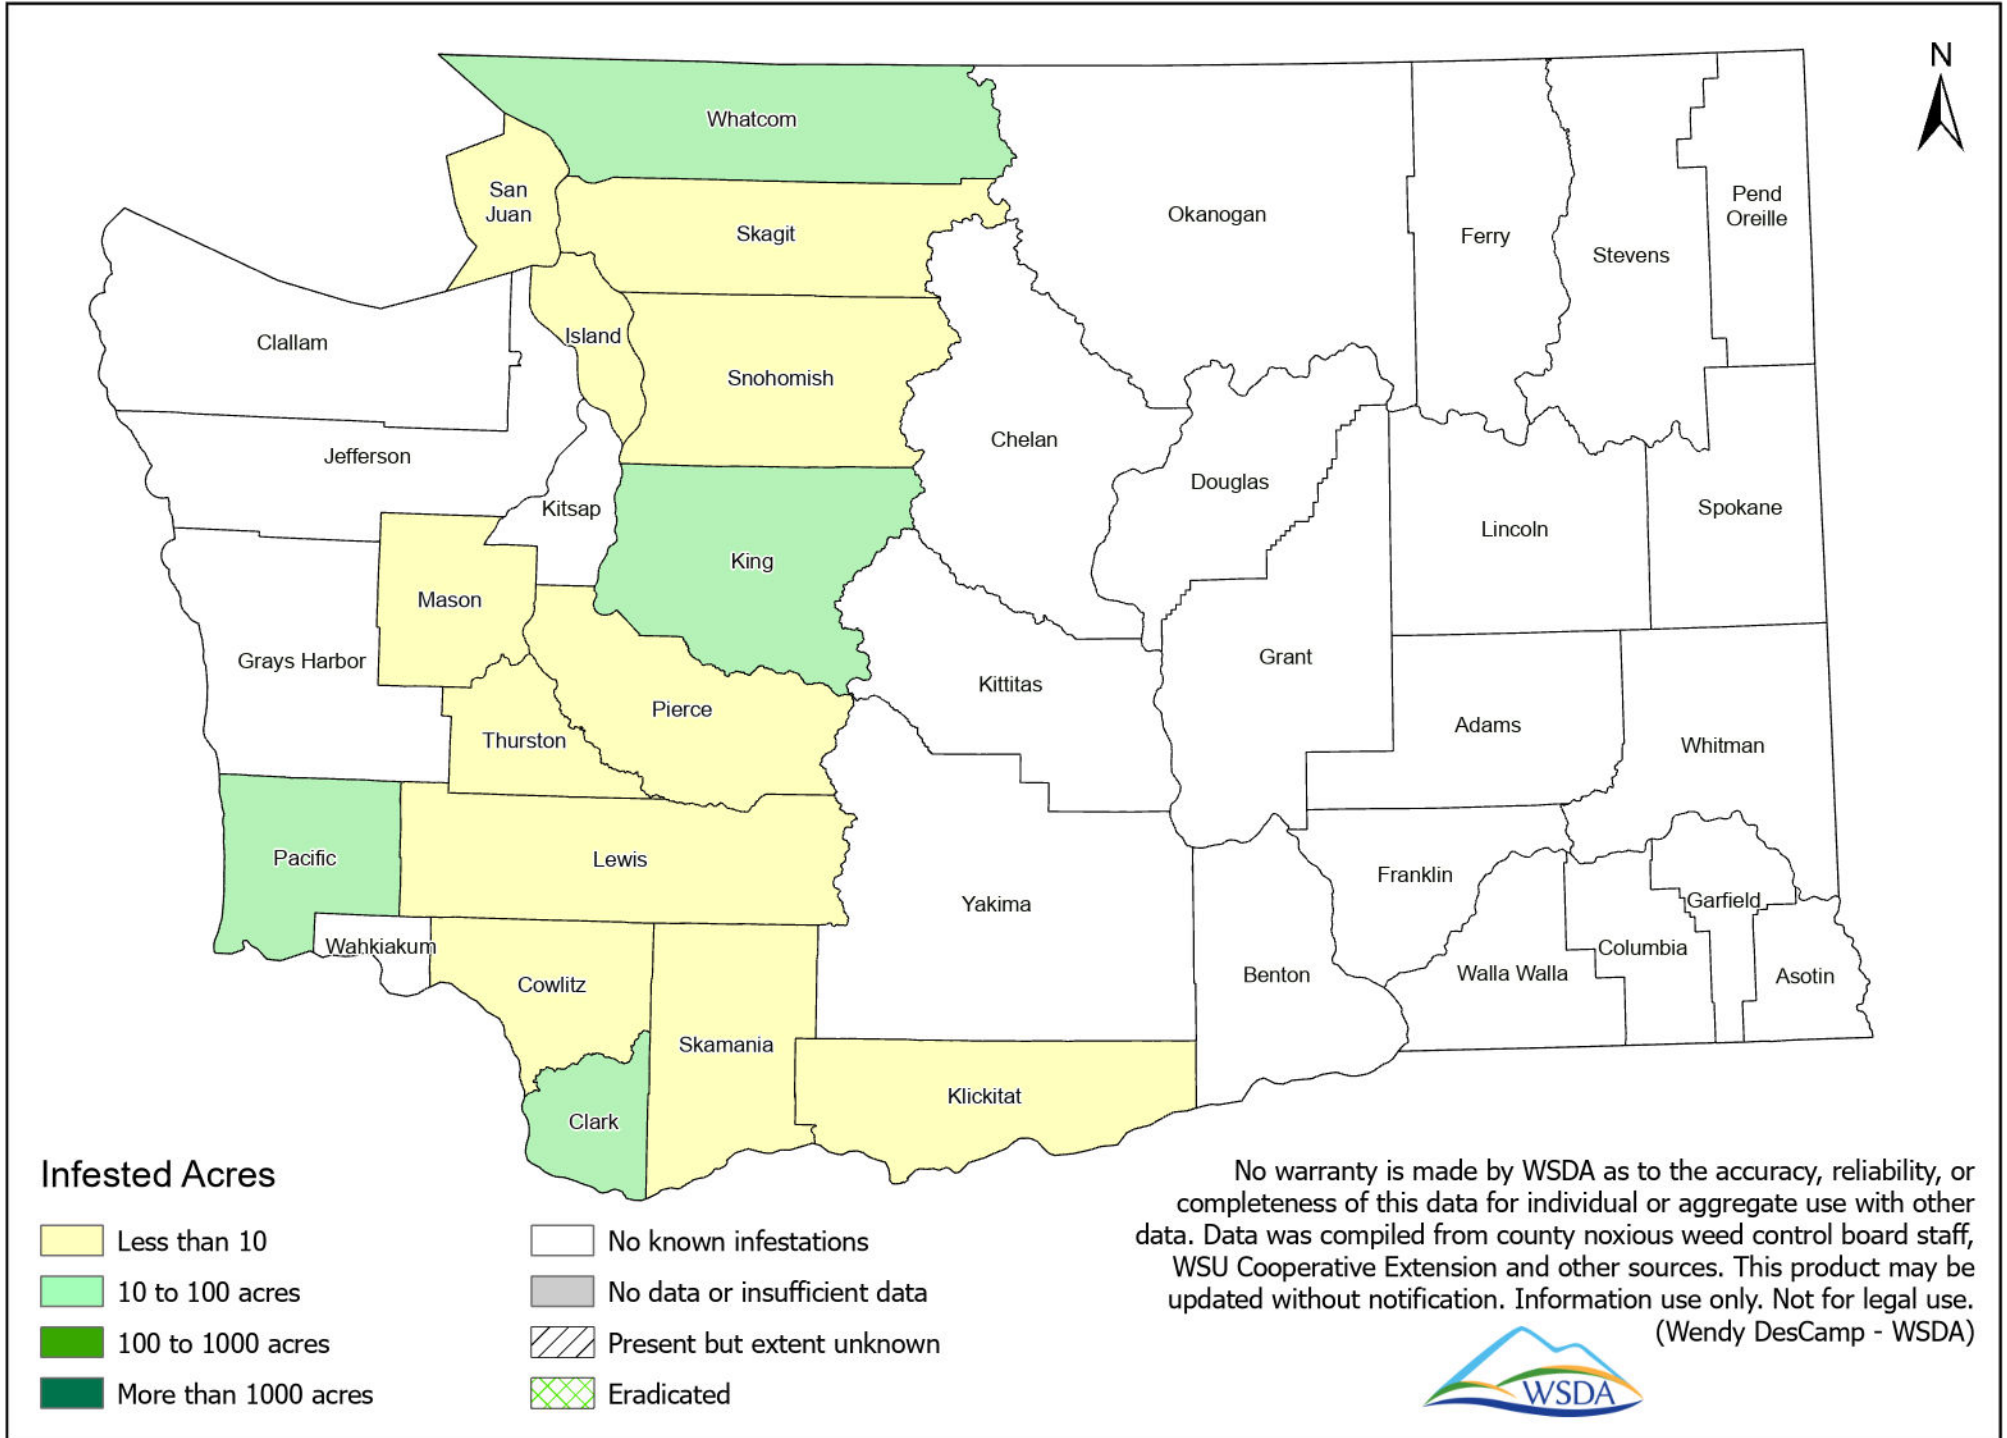 N
Whatcom
San
Juan
Skagit
Okanogan
Ferry
Stevens
Pend
Oreille
Clallam
Island
Snohomish
Chelan
Jefferson
Kitsap
Douglas
Lincoln
Spokane
King
Mason
Grays Harbor
Kittitas
Grant
Pierce
Thurston
Adams
Whitman
Pacific
Lewis
Yakima
Franklin
Garfield
Wahkiakum
Cowlitz
Benton
Walla Walla
Columbia
Asotin
Skamania
Klickitat
Clark
Infested Acres
Less than 10
10 to 100 acres
100 to 1000 acres
More than 1000 acres
No known infestations
No data or insufficient data
Present but extent unknown
Eradicated
No warranty is made by WSDA as to the accuracy, reliability, or
completeness of this data for individual or aggregate use with other
data. Data was compiled from county noxious weed control board staff,
WSU Cooperative Extension and other sources. This product may be
updated without notification. Information use only. Not for legal use.
(Wendy DesCamp - WSDA)
WSDA